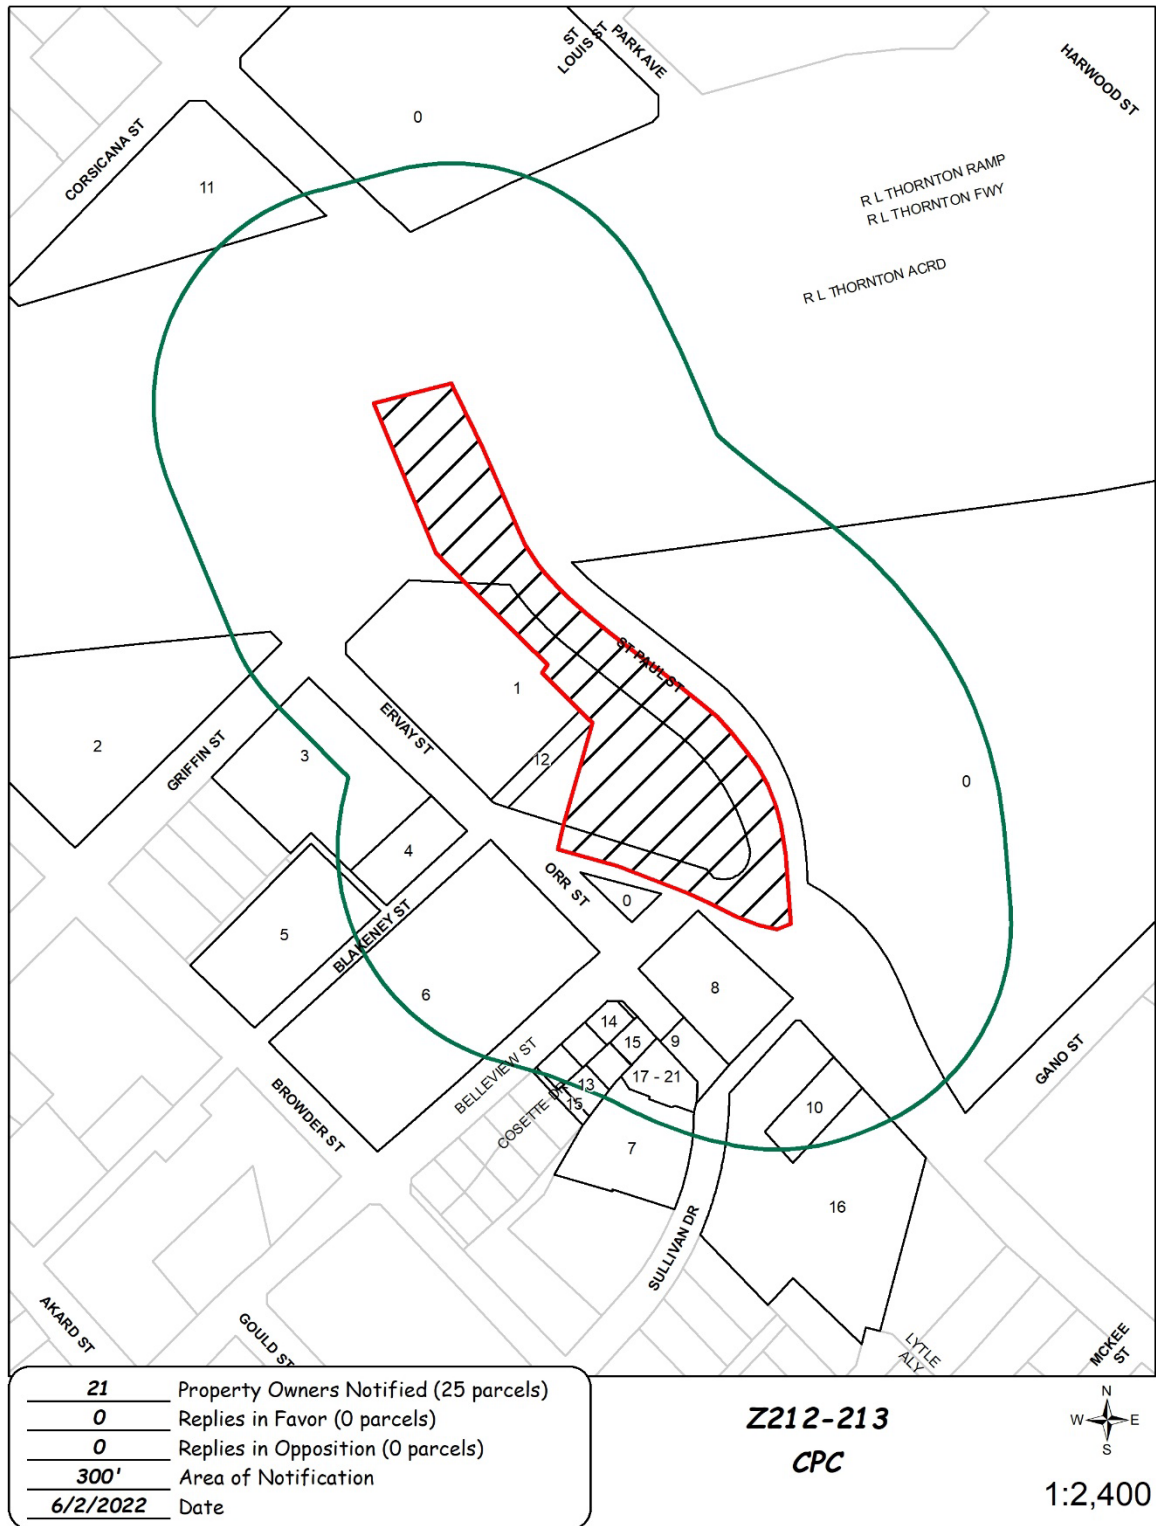 ST
LOUIS ST
PARK AVE
HARWOOD ST
0
CORSICANA ST
11
R L THORNTON RAMP
R L THORNTON FWY
R L THORNTON ACRD
ST PAUL ST
1
ERVAY ST
2
GRIFFIN ST
3
12
0
4
ORR ST
0
5
BLAKENEY ST
6
8
14
15
9
BELLEVIEW ST
17 - 21
13
COSETTE DR
15
GANO ST
10
BROWDER ST
7
16
SULLIVAN DR
AKARD ST
GOULD ST
LYTLE
ALY
MCKEE
ST
21 Property Owners Notified (25 parcels)
0 Replies in Favor (0 parcels)
0 Replies in Opposition (0 parcels)
300' Area of Notification
6/2/2022 Date
Z212-213
CPC
N
W E
S
1:2,400